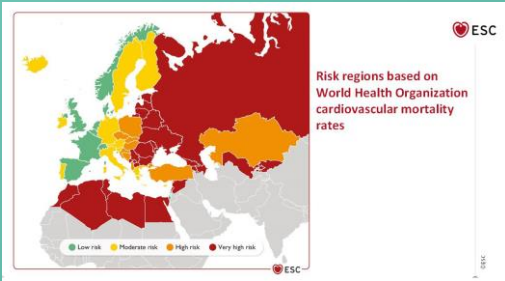 ESC
Risk regions based on
World Health Organization
cardiovascular mortality
rates
Low risk
Moderate risk
High risk
Very high risk
ESC
©ESC